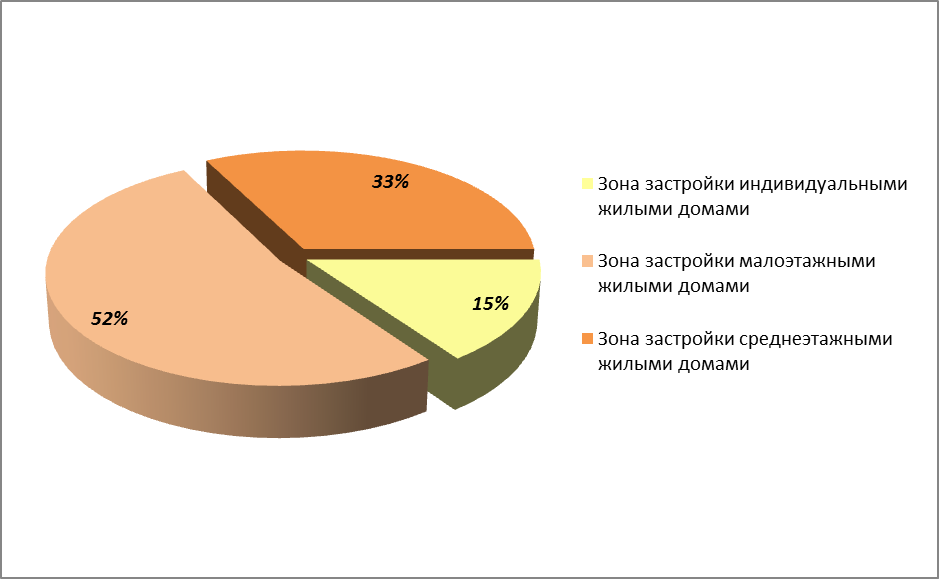 33%
15%
52%
Зона застройки индивидуальными
жилыми домами
Зона застройки малоэтажными
жилыми домами
Зона застройки среднеэтажными
жилыми домами